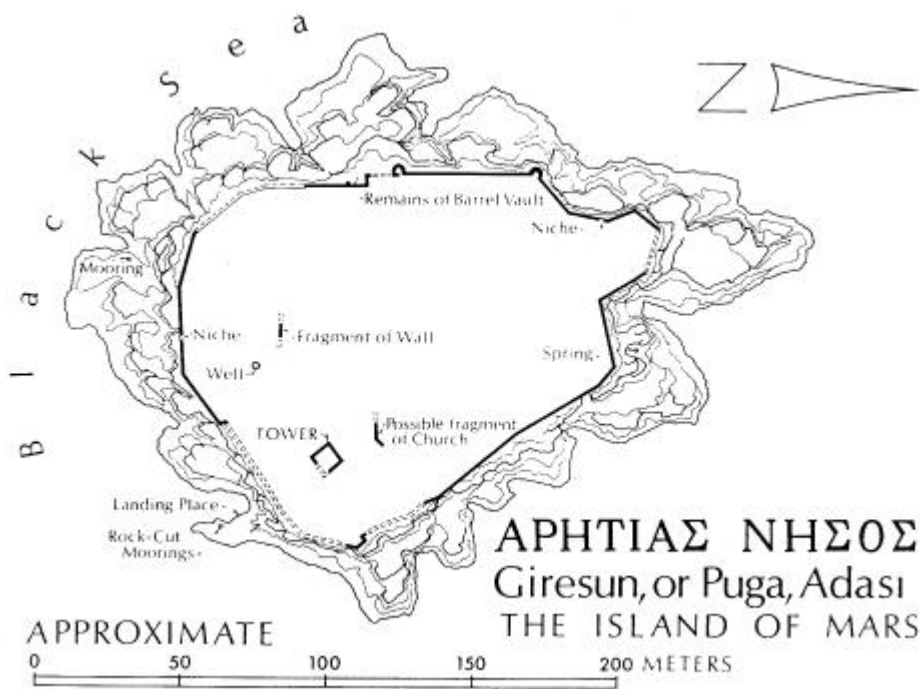 Black Sea
N
Remains of Barrel Vault
Niche
Mooring
Niche
Fragment of Wall
Spring
Well
TOWER
Possible fragment
of Church
Landing Place
Rock-Cut
Moorings
ΑΡΗΤΙΑΣ ΝΗΣΟΣ
Giresun, or Puga, Adası
THE ISLAND OF MARS
APPROXIMATE
0 50 100 150 200 METERS